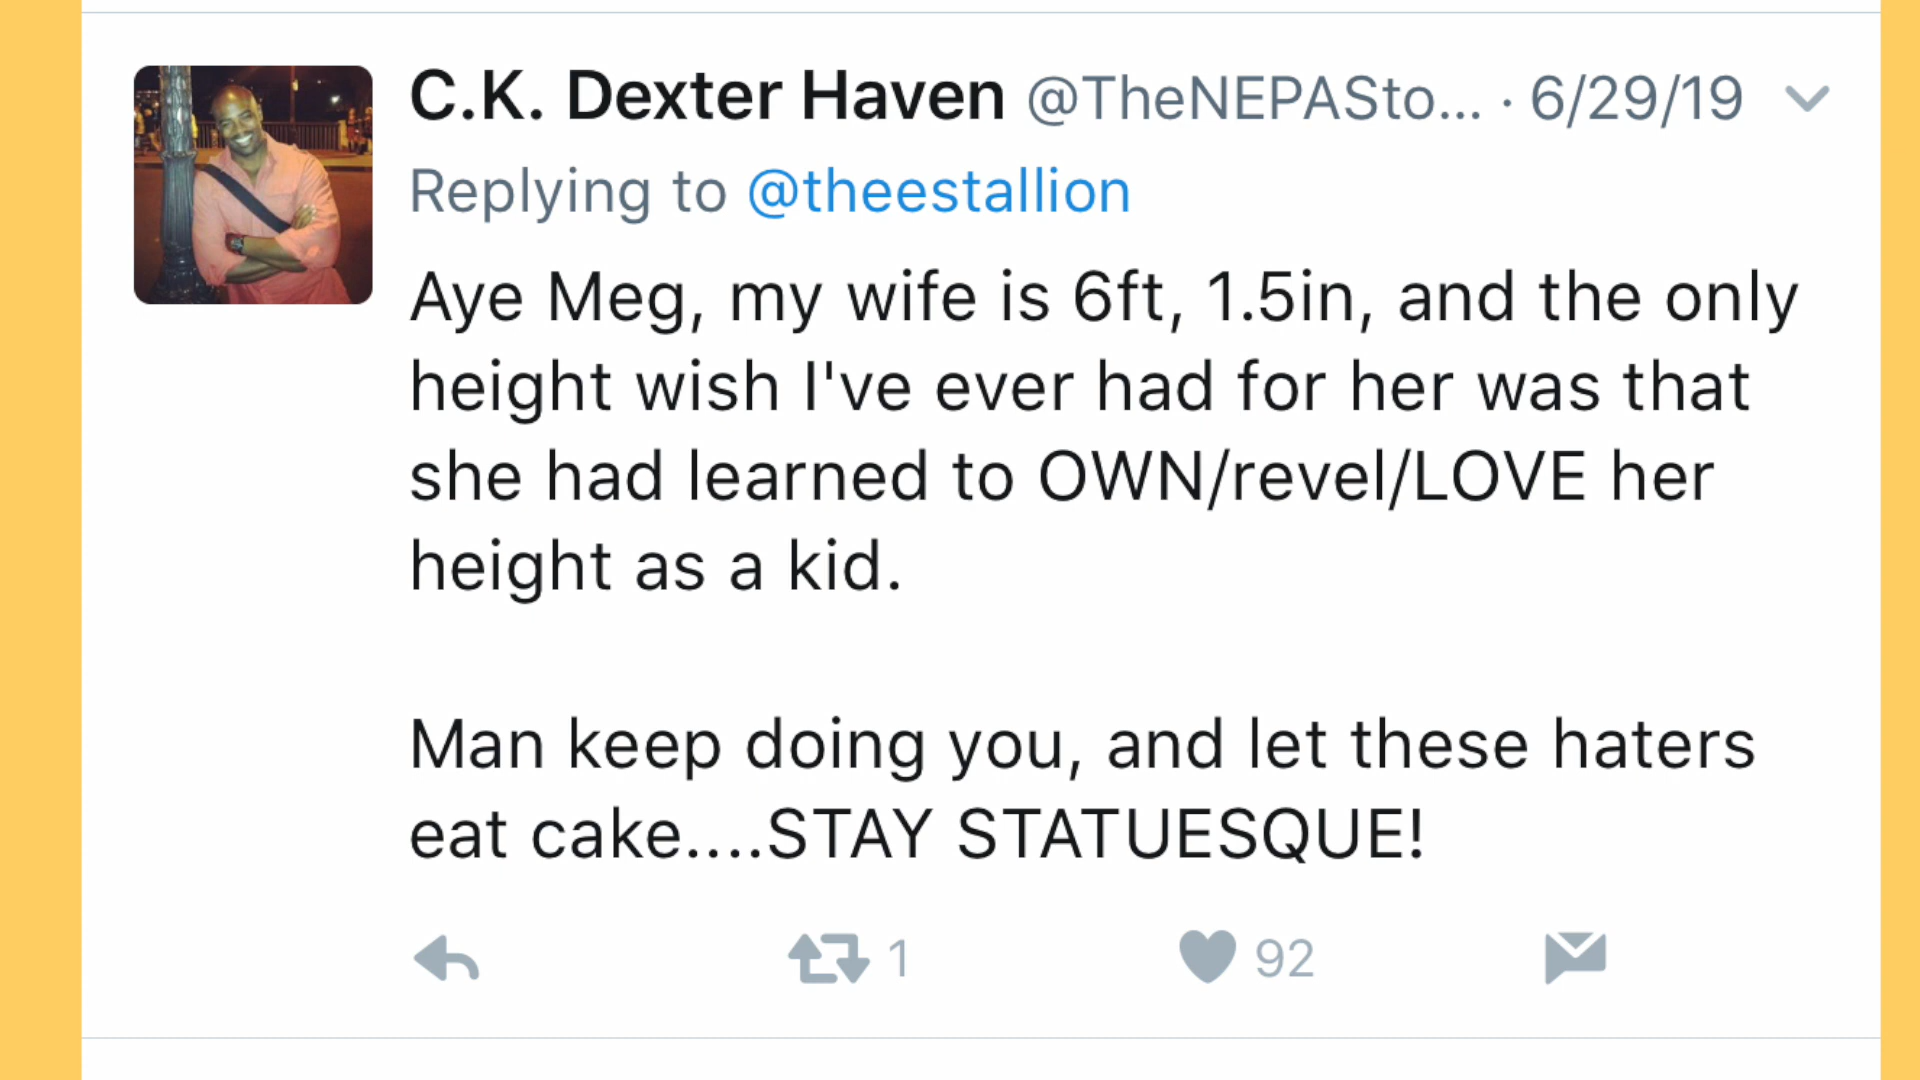 C.K. Dexter Haven @TheNEPASto... · 6/29/19
Replying to @theestallion
Aye Meg, my wife is 6ft, 1.5in, and the only
height wish I've ever had for her was that
she had learned to OWN/revel/LOVE her
height as a kid.
Man keep doing you, and let these haters
eat cake....STAY STATUESQUE!
1 92